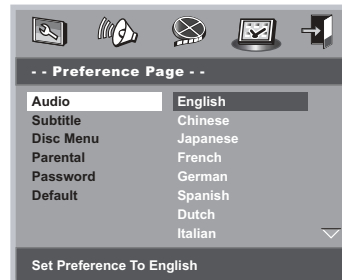 - - Preference Page - -
Audio English
Subtitle Chinese
Disc Menu Japanese
Parental French
Password German
Default Spanish
Dutch
Italian
Set Preference To English